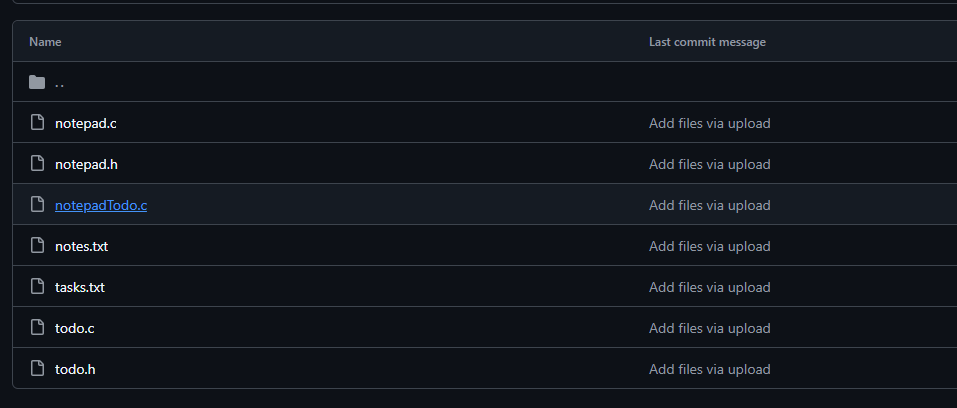 Name Last commit message
..
notepad.c Add files via upload
notepad.h Add files via upload
notepadTodo.c Add files via upload
notes.txt Add files via upload
tasks.txt Add files via upload
todo.c Add files via upload
todo.h Add files via upload